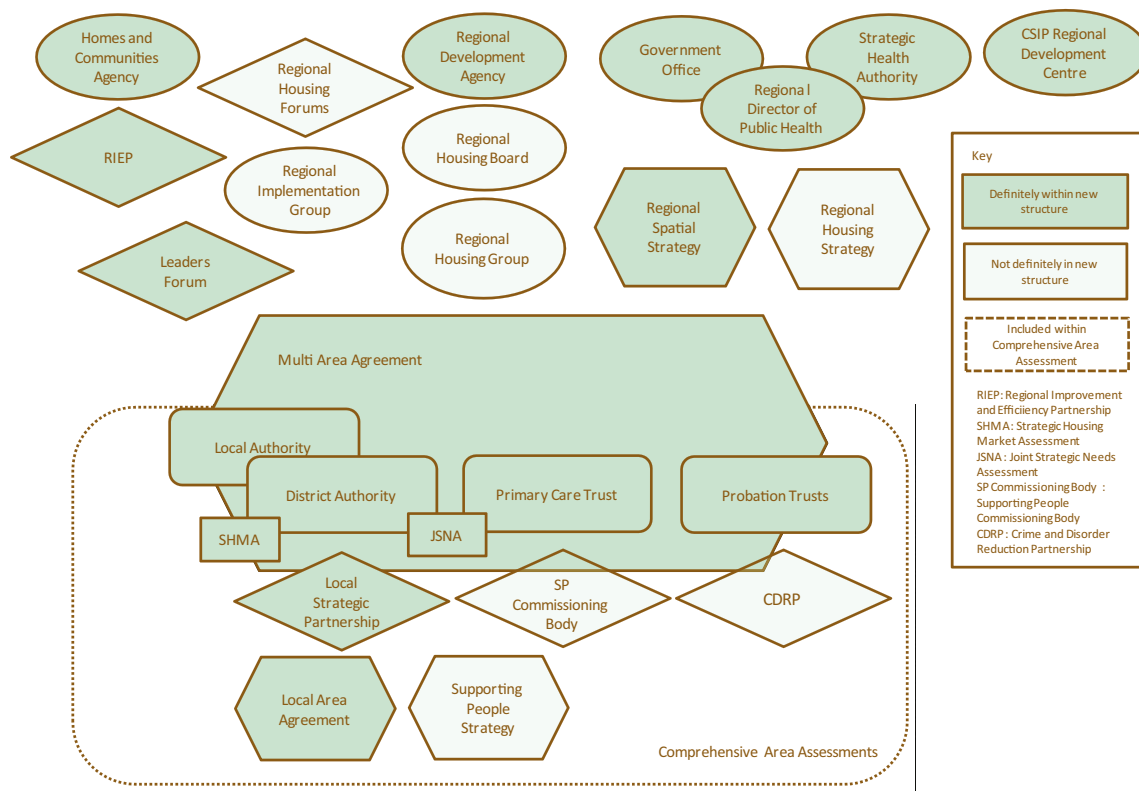 Homes and
Communities
Agency
Regional
Housing
Forums
Regional
Development
Agency
Government
Office
Strategic
Health
Authority
CSIP Regional
Development
Centre
Regiona l
Director of
Public Health
RIEP
Regional
Implementation
Group
Regional
Housing Board
Regional
Housing Group
Regional
Spatial
Strategy
Regional
Housing
Strategy
Leaders
Forum
Multi Area Agreement
Local Authority
District Authority
Primary Care Trust
Probation Trusts
SHMA
JSNA
Local
Strategic
Partnership
SP
Commissioning
Body
CDRP
Local Area
Agreement
Supporting
People
Strategy
Comprehensive Area Assessments
Key
Definitely within new
structure
Not definitely in new
structure
Included within
Comprehensive Area
Assessment
RIEP: Regional Improvement
and Efficiiency Partnership
SHMA : Strategic Housing
Market Assessment
JSNA : Joint Strategic Needs
Assessment
SP Commissioning Body :
Supporting People
Commissioning Body
CDRP : Crime and Disorder
Reduction Partnership